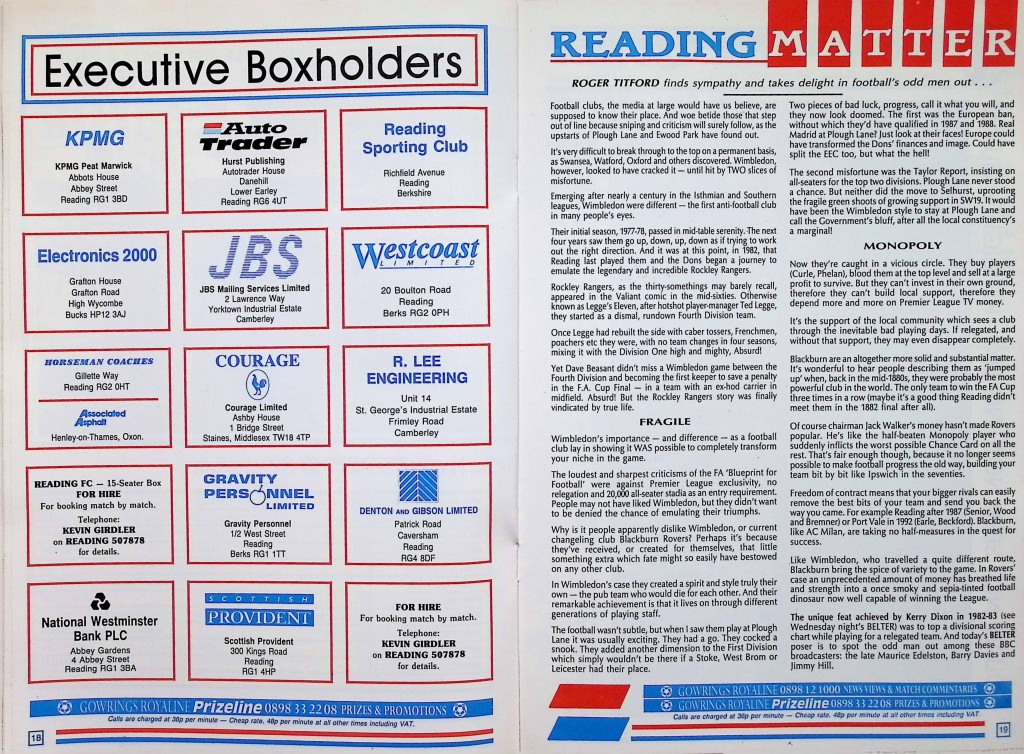 Executive Boxholders
KPMG
KPMG Peat Marwick
Abbots House
Abbey Street
Reading RG1 3BD
Auto
Trader
Hurst Publishing
Autotrader House
Danehill
Lower Earley
Reading RG6 4UT
Reading
Sporting Club
Richfield Avenue
Reading
Berkshire
Electronics 2000
Grafton House
Grafton Road
High Wycombe
Bucks HP12 3AJ
JBS
JBS Mailing Services Limited
2 Lawrence Way
Yorktown Industrial Estate
Camberley
Westcoast
LIMITED
20 Boulton Road
Reading
Berks RG2 0PH
HORSEMAN COACHES
Gillette Way
Reading RG2 0HT
Associated
Asphalt
Henley-on-Thames, Oxon.
COURAGE
Courage Limited
Ashby House
1 Bridge Street
Staines, Middlesex TW18 4TP
R. LEE
ENGINEERING
Unit 14
St. George's Industrial Estate
Frimley Road
Camberley
READING FC — 15-Seater Box
FOR HIRE
For booking match by match.
Telephone:
KEVIN GIRDLER
on READING 507878
for details.
GRAVITY
PERSONNEL
LIMITED
Gravity Personnel
1/2 West Street
Reading
Berks RG1 1TT
DENTON AND GIBSON LIMITED
Patrick Road
Caversham
Reading
RG4 8DF
National Westminster
Bank PLC
Abbey Gardens
4 Abbey Street
Reading RG1 3BA
SCOTTISH
PROVIDENT
Scottish Provident
300 Kings Road
Reading
RG1 4HP
FOR HIRE
For booking match by match.
Telephone:
KEVIN GIRDLER
on READING 507878
for details.
GOWRINGS ROYALINE Prizeline 0898 33 22 08 PRIZES & PROMOTIONS
Calls are charged at 36p per minute — Cheap rate. 48p per minute at all other times including VAT.
18
READING MATTER
ROGER TITFORD finds sympathy and takes delight in football's odd men out . . .
Football clubs, the media at large would have us believe, are
supposed to know their place. And woe betide those that step
out of line because sniping and criticism will surely follow, as the
upstarts of Plough Lane and Ewood Park have found out.
It's very difficult to break through to the top on a permanent basis,
as Swansea, Watford, Oxford and others discovered. Wimbledon,
however, looked to have cracked it — until hit by TWO slices of
misfortune.
Emerging after nearly a century in the Isthmian and Southern
leagues, Wimbledon were different — the first anti-football club
in many people's eyes.
Their initial season, 1977-78, passed in mid-table serenity. The next
four years saw them go up, down, up, down as if trying to work
out the right direction. And it was at this point, in 1982, that
Reading last played them and the Dons began a journey to
emulate the legendary and incredible Rockley Rangers.
Rockley Rangers, as the thirty-somethings may barely recall,
appeared in the Valiant comic in the mid-sixties. Otherwise
known as Legge's Eleven, after hotshot player-manager Ted Legge,
they started as a dismal, rundown Fourth Division team.
Once Legge had rebuilt the side with caber tossers, Frenchmen,
poachers etc they were, with no team changes in four seasons,
mixing it with the Division One high and mighty, Absurd!
Yet Dave Beasant didn't miss a Wimbledon game between the
Fourth Division and becoming the first keeper to save a penalty
in the F.A. Cup Final — in a team with an ex-hod carrier in
midfield. Absurd! But the Rockley Rangers story was finally
vindicated by true life.
FRAGILE
Wimbledon's importance — and difference — as a football
club lay in showing it WAS possible to completely transform
your niche in the game.
The loudest and sharpest criticisms of the FA 'Blueprint for
Football' were against Premier League exclusivity, no
relegation and 20,000 all-seater stadia as an entry requirement.
People may not have liked Wimbledon, but they didn't want
to be denied the chance of emulating their triumphs.
Why is it people apparently dislike Wimbledon, or current
changeling club Blackburn Rovers? Perhaps it's because
they've received, or created for themselves, that little
something extra which fate might so easily have bestowed
on any other club.
In Wimbledon's case they created a spirit and style truly their
own — the pub team who would die for each other. And their
remarkable achievement is that it lives on through different
generations of playing staff.
The football wasn't subtle, but when I saw them play at Plough
Lane it was usually exciting. They had a go. They cocked a
snook. They added another dimension to the First Division
which simply wouldn't be there if a Stoke, West Brom or
Leicester had their place.
Two pieces of bad luck, progress, call it what you will, and
they now look doomed. The first was the European ban,
without which they'd have qualified in 1987 and 1988. Real
Madrid at Plough Lane? Just look at their faces! Europe could
have transformed the Dons' finances and image. Could have
split the EEC too, but what the hell!
The second misfortune was the Taylor Report, insisting on
all-seaters for the top two divisions. Plough Lane never stood
a chance. But neither did the move to Selhurst, uprooting
the fragile green shoots of growing support in SW19. It would
have been the Wimbledon style to stay at Plough Lane and
call the Government's bluff, after all the local constituency's
a marginal!
MONOPOLY
Now they're caught in a vicious circle. They buy players
(Curle, Phelan), blood them at the top level and sell at a large
profit to survive. But they can't invest in their own ground,
therefore they can't build local support, therefore they
depend more and more on Premier League TV money.
It's the support of the local community which sees a club
through the inevitable bad playing days. If relegated, and
without that support, they may even disappear completely.
Blackburn are an altogether more solid and substantial matter.
It's wonderful to hear people describing them as 'jumped
up' when, back in the mid-1880s, they were probably the most
powerful club in the world. The only team to win the FA Cup
three times in a row (maybe it's a good thing Reading didn't
meet them in the 1882 final after all).
Of course chairman Jack Walker's money hasn't made Rovers
popular. He's like the half-beaten Monopoly player who
suddenly inflicts the worst possible Chance Card on all the
rest. That's fair enough though, because it no longer seems
possible to make football progress the old way, building your
team bit by bit like Ipswich in the seventies.
Freedom of contract means that your bigger rivals can easily
remove the best bits of your team and send you back the
way you came. For example Reading after 1987 (Senior, Wood
and Bremner) or Port Vale in 1992 (Earle, Beckford). Blackburn,
like AC Milan, are taking no half-measures in the quest for
success.
Like Wimbledon, who travelled a quite different route,
Blackburn bring the spice of variety to the game. In Rovers'
case an unprecedented amount of money has breathed life
and strength into a once smoky and sepia-tinted football
dinosaur now well capable of winning the League.
The unique feat achieved by Kerry Dixon in 1982-83 (see
Wednesday night's BELTER) was to top a divisional scoring
chart while playing for a relegated team. And today's BELTER
poser is to spot the odd man out among these BBC
broadcasters: the late Maurice Edelston, Barry Davies and
Jimmy Hill.
GOWRINGS ROYALINE 0898 12 1000 NEWS VIEWS & MATCH COMMENTARIES
GOWRINGS ROYALINE Prizeline 0898 33 22 08 PRIZES & PROMOTIONS
Calls are charged at 36p per minute — Cheap rate. 48p per minute at all other times including VAT.
19